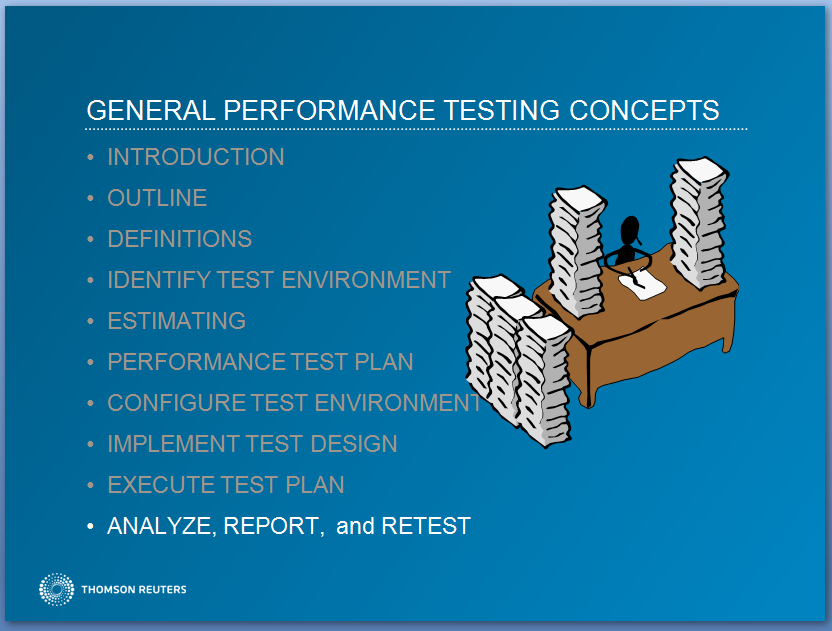 GENERAL PERFORMANCE TESTING CONCEPTS
• INTRODUCTION
• OUTLINE
• DEFINITIONS
• IDENTIFY TEST ENVIRONMENT
• ESTIMATING
• PERFORMANCE TEST PLAN
• CONFIGURE TEST ENVIRONMENT
• IMPLEMENT TEST DESIGN
• EXECUTE TEST PLAN
• ANALYZE, REPORT, and RETEST
THOMSON REUTERS